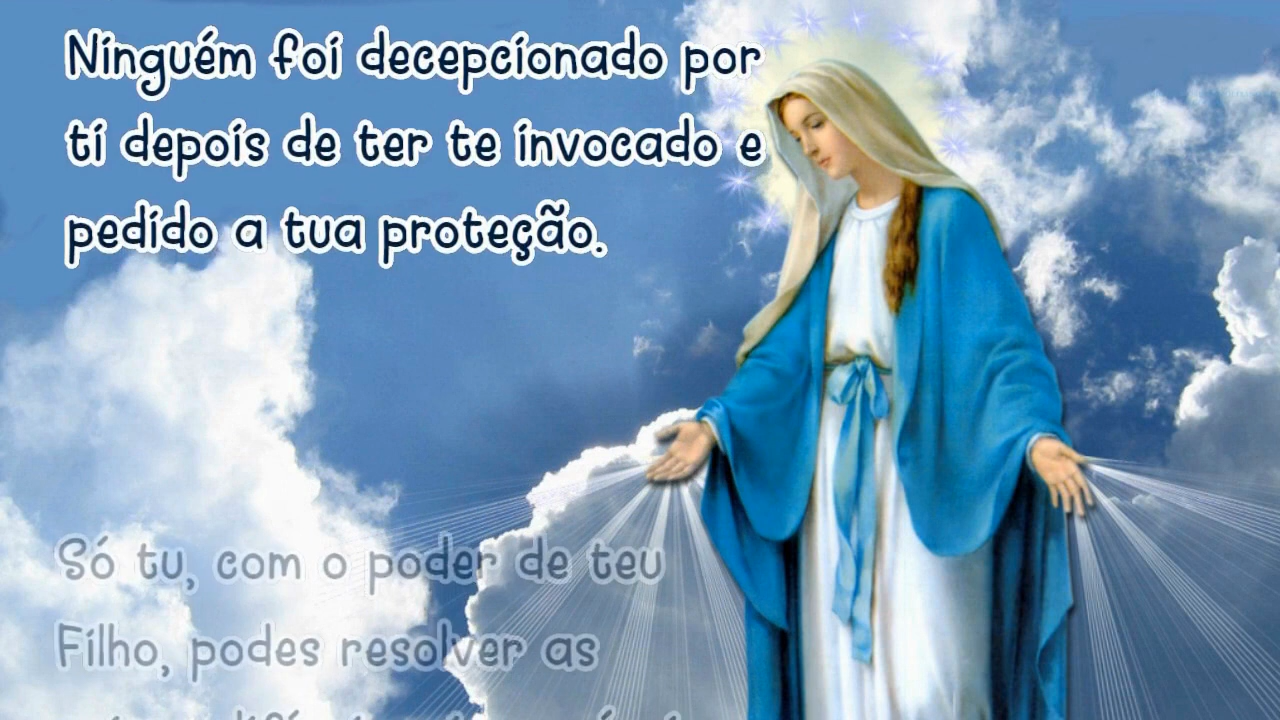 Ninguém foi decepcionado por
ti depois de ter te invocado e
pedido a tua proteção.
Só tu, com o poder de teu
Filho, podes resolver as